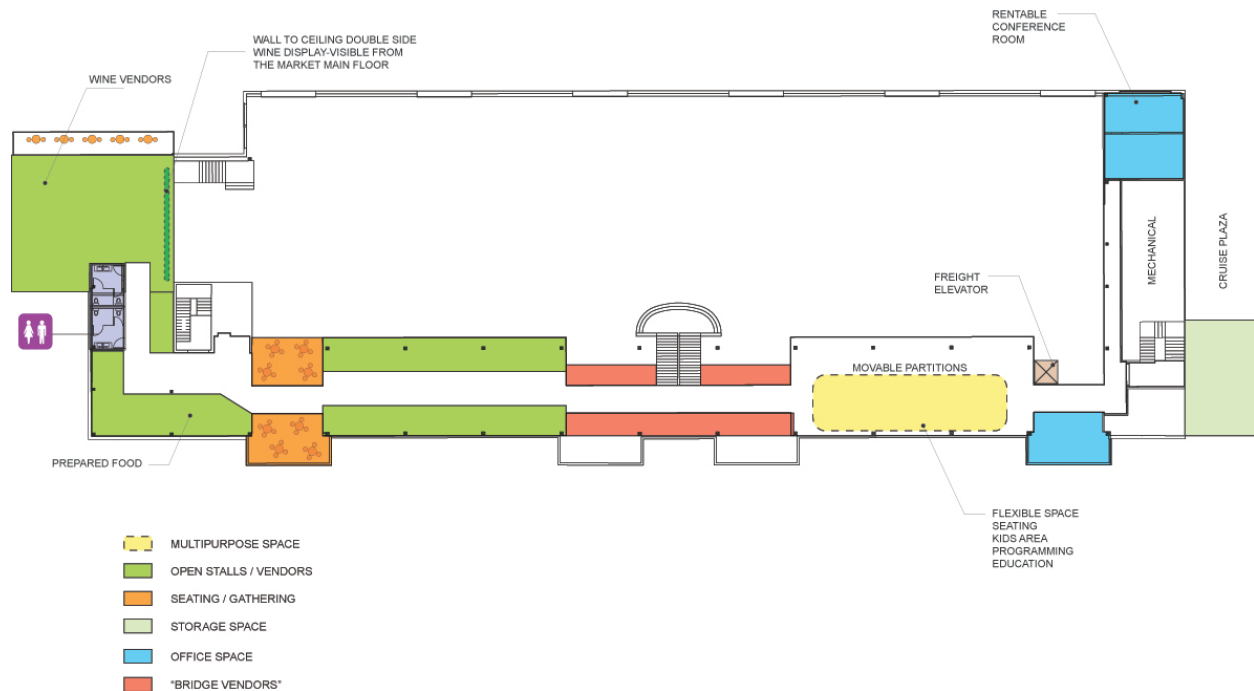 RENTABLE
CONFERENCE
ROOM
WALL TO CEILING DOUBLE SIDE
WINE DISPLAY-VISIBLE FROM
THE MARKET MAIN FLOOR
WINE VENDORS
MECHANICAL
CRUISE PLAZA
FREIGHT
ELEVATOR
MOVABLE PARTITIONS
PREPARED FOOD
FLEXIBLE SPACE
SEATING
KIDS AREA
PROGRAMMING
EDUCATION
MULTIPURPOSE SPACE
OPEN STALLS / VENDORS
SEATING / GATHERING
STORAGE SPACE
OFFICE SPACE
"BRIDGE VENDORS"